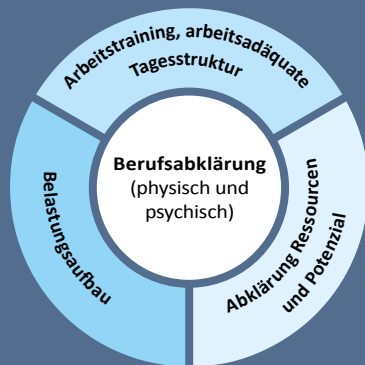 Arbeitstraining, arbeitsadäquate
Tagesstruktur
Berufsabklärung
(physisch und
psychisch)
Belastungsaufbau
Abklärung Ressourcen
und Potenzial